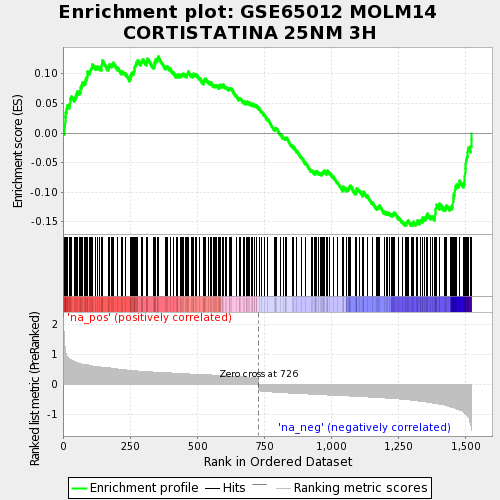 Enrichment plot: GSE65012 MOLM14
CORTISTATINA 25NM 3H
Enrichment score (ES)
0.10
0.05
0.00
-0.05
-0.10
-0.15
'na_pos' (positively correlated)
Ranked list metric (PreRanked)
2
1
0
-1
Zero cross at 726
'na_neg' (negatively correlated)
0
250
500
750
1,000
1,250
1,500
Rank in Ordered Dataset
Enrichment profile
Hits
Ranking metric scores